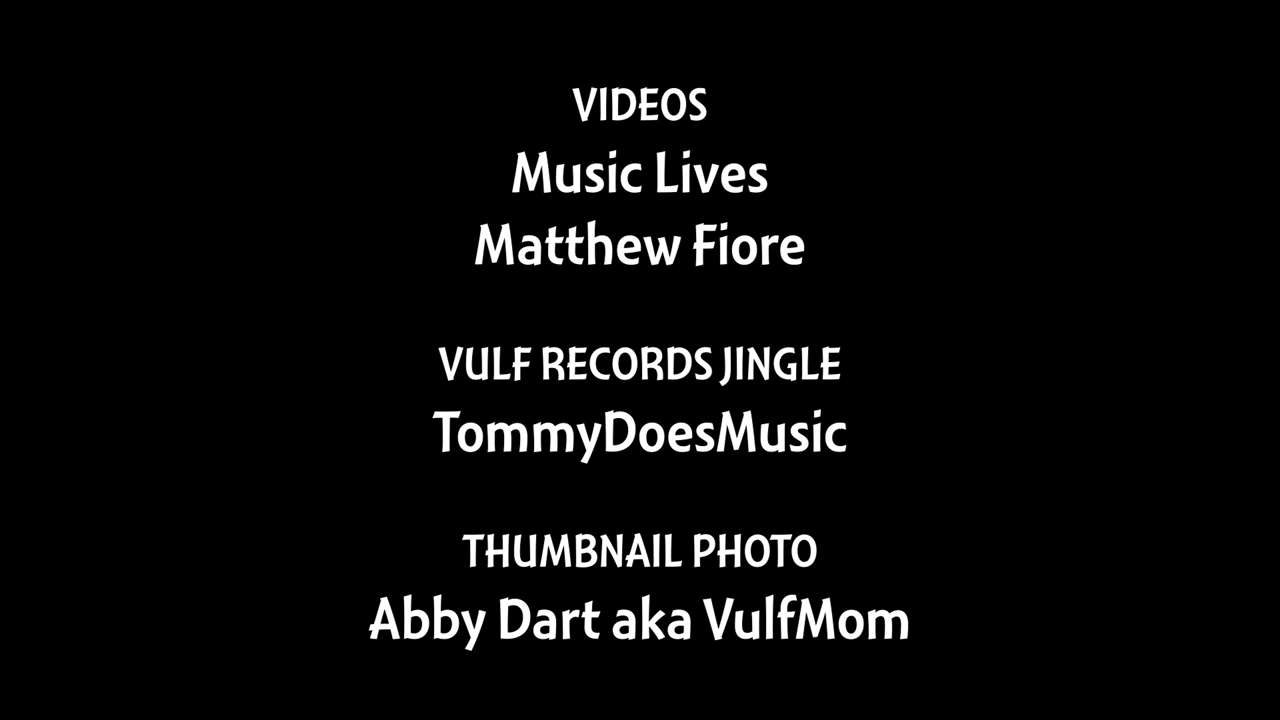 VIDEOS
Music Lives
Matthew Fiore
VULF RECORDS JINGLE
TommyDoesMusic
THUMBNAIL PHOTO
Abby Dart aka VulfMom